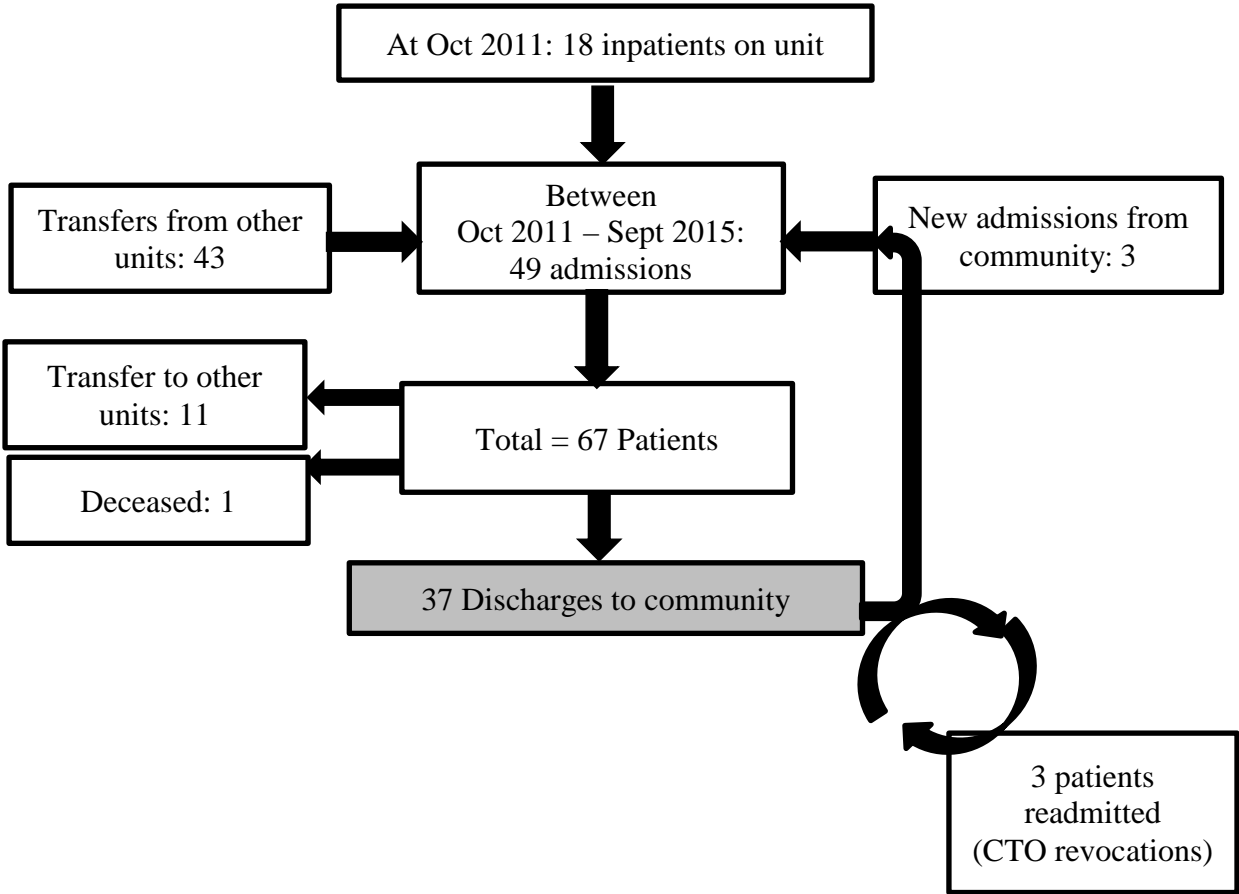 At Oct 2011: 18 inpatients on unit
Transfers from other
units: 43
Between
Oct 2011 – Sept 2015:
49 admissions
New admissions from
community: 3
Transfer to other
units: 11
Total = 67 Patients
Deceased: 1
37 Discharges to community
3 patients
readmitted
(CTO revocations)